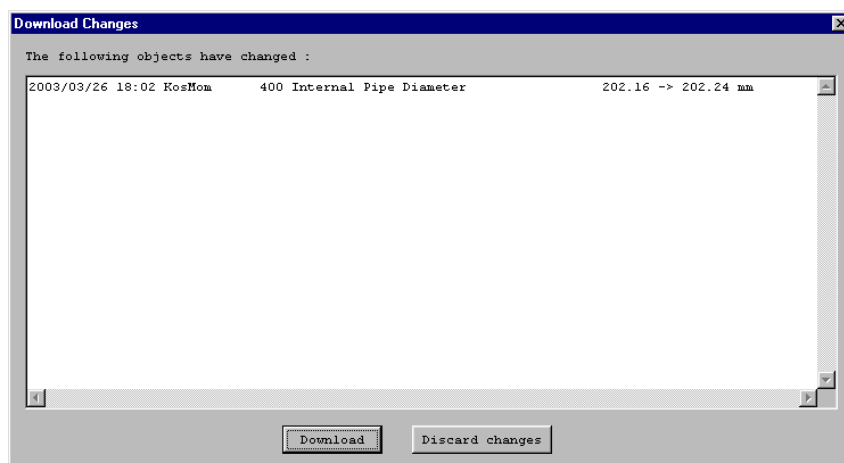 Download Changes
The following objects have changed :
2003/03/26 18:02 KosMom 400 Internal Pipe Diameter 202.16 -> 202.24 mm
Download Discard changes